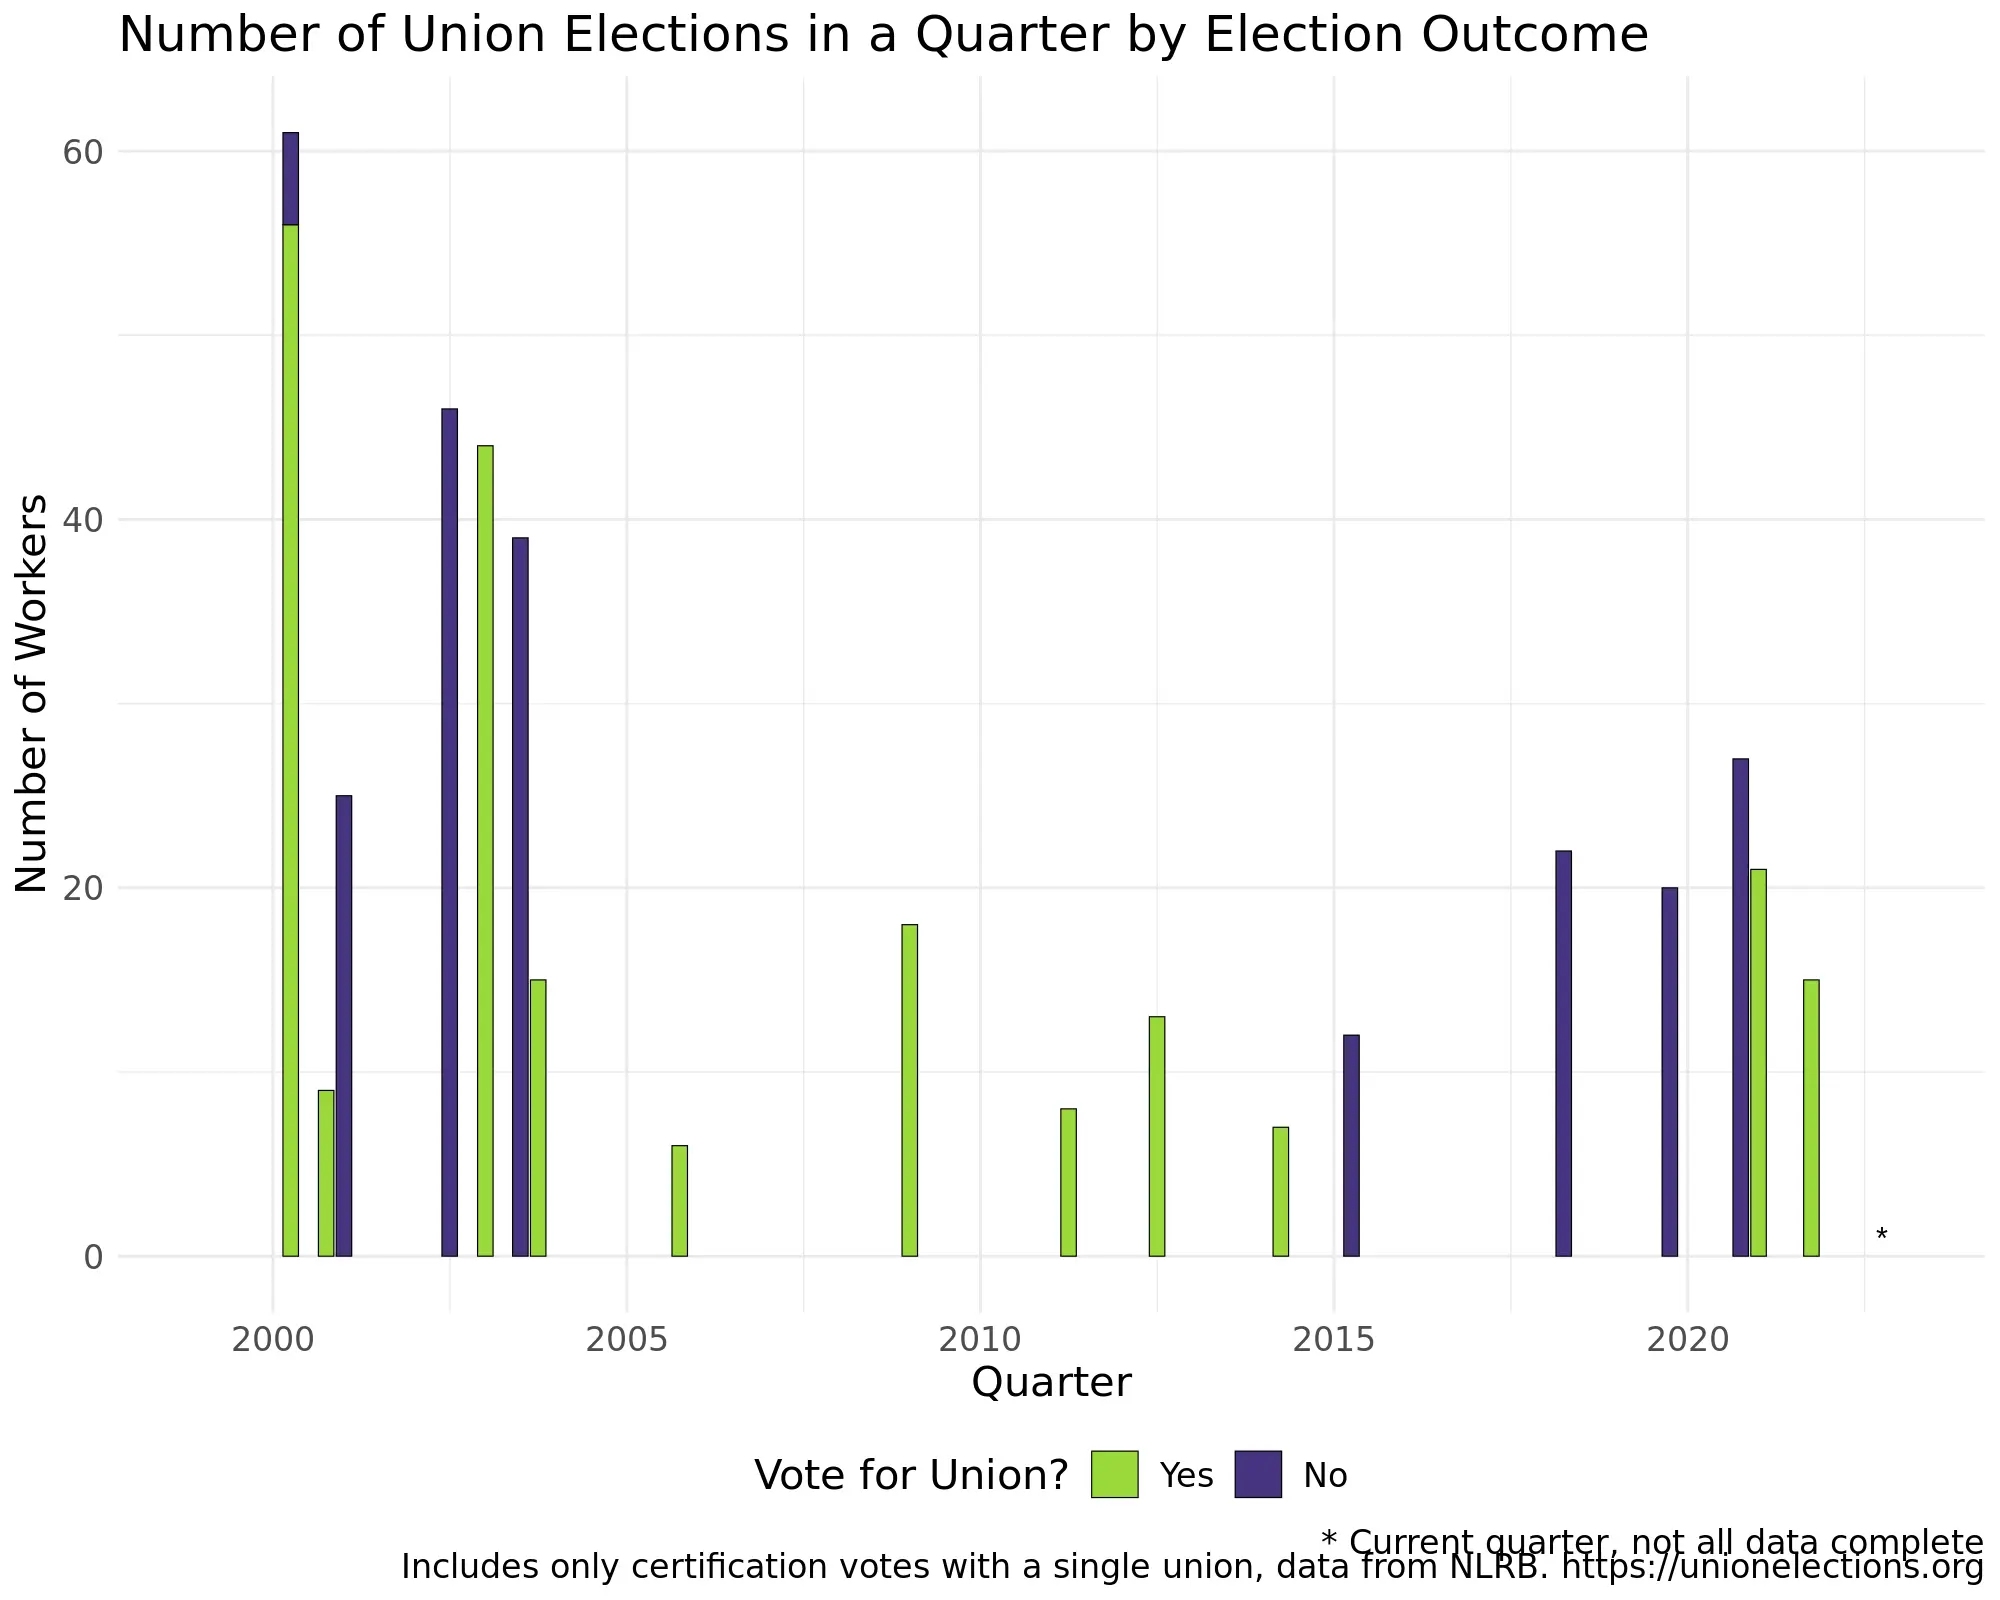 Number of Union Elections in a Quarter by Election Outcome
60
40
20
0
Number of Workers
2000 2005 2010 2015 2020
*
Quarter
Vote for Union? Yes No
* Current quarter, not all data complete
Includes only certification votes with a single union, data from NLRB. https://unionelections.org